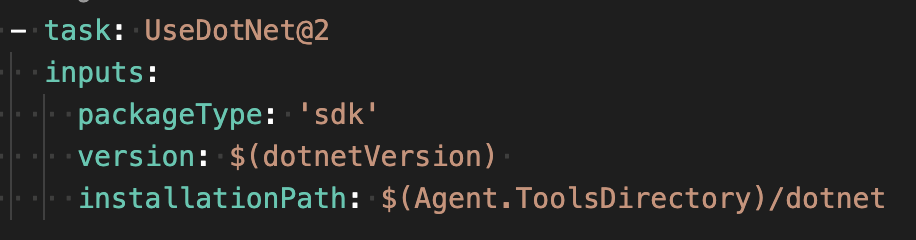 - task: UseDotNet@2
inputs:
packageType: 'sdk'
version: $(dotnetVersion)
installationPath: $(Agent.ToolsDirectory)/dotnet